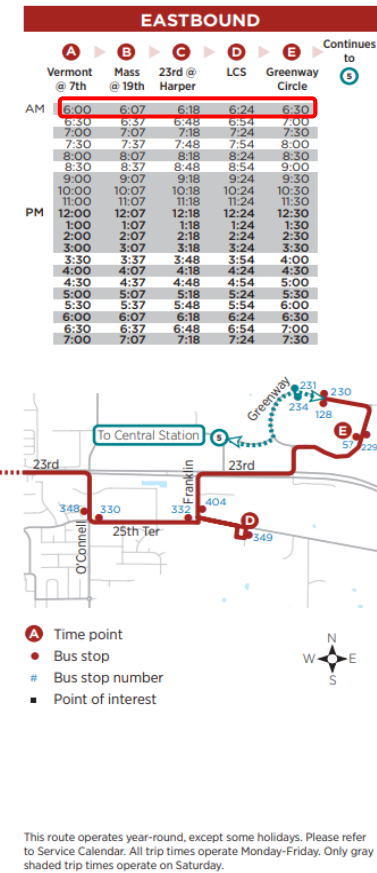 EASTBOUND
A B C D E Continues to 5
Vermont @ 7th Mass @ 19th 23rd @ Harper LCS Greenway Circle
AM 6:00 6:07 6:18 6:24 6:30
6:30 6:37 6:48 6:54 7:00
7:00 7:07 7:18 7:24 7:30
7:30 7:37 7:48 7:54 8:00
8:00 8:07 8:18 8:24 8:30
8:30 8:37 8:48 8:54 9:00
9:00 9:07 9:18 9:24 9:30
10:00 10:07 10:18 10:24 10:30
11:00 11:07 11:18 11:24 11:30
PM 12:00 12:07 12:18 12:24 12:30
1:00 1:07 1:18 1:24 1:30
2:00 2:07 2:18 2:24 2:30
3:00 3:07 3:18 3:24 3:30
3:30 3:37 3:48 3:54 4:00
4:00 4:07 4:18 4:24 4:30
4:30 4:37 4:48 4:54 5:00
5:00 5:07 5:18 5:24 5:30
5:30 5:37 5:48 5:54 6:00
6:00 6:07 6:18 6:24 6:30
6:30 6:37 6:48 6:54 7:00
7:00 7:07 7:18 7:24 7:30
Greenway
231
230
234
128
To Central Station 5
E
57
229
23rd
23rd
Franklin
348
330
332
404
25th Ter
O'Connell
D
349
A Time point
Bus stop
# Bus stop number
Point of interest
N
W E
S
This route operates year-round, except some holidays. Please refer
to Service Calendar. All trip times operate Monday-Friday. Only gray
shaded trip times operate on Saturday.